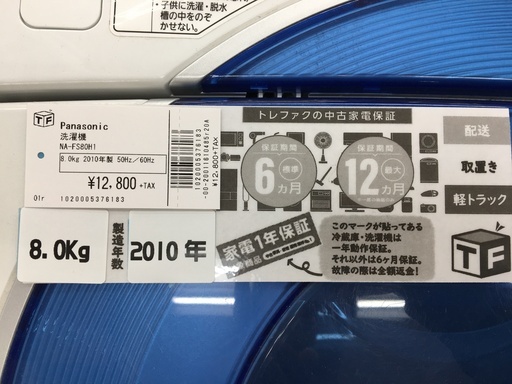 ・子供に洗濯・脱水
槽の中をのぞ
かせない
TF
Panasonic
洗濯機
NA-FS80H1
8.0kg 2010年製 50Hz/60Hz
¥12,800+TAX
01r 1020005376183
1020005376183
¥12,800+TAX
トレファクの中古家電保証
保証期間
6カ月
標準
保証期間
12カ月
最大
配送
取置き
軽トラック
8.0Kg
製造年数
2010年
家電1年保証
このマークが貼ってある
冷蔵庫・洗濯機は
一年動作保証。
それ以外は6ヶ月保証。
故障の際は全額返金!
TF